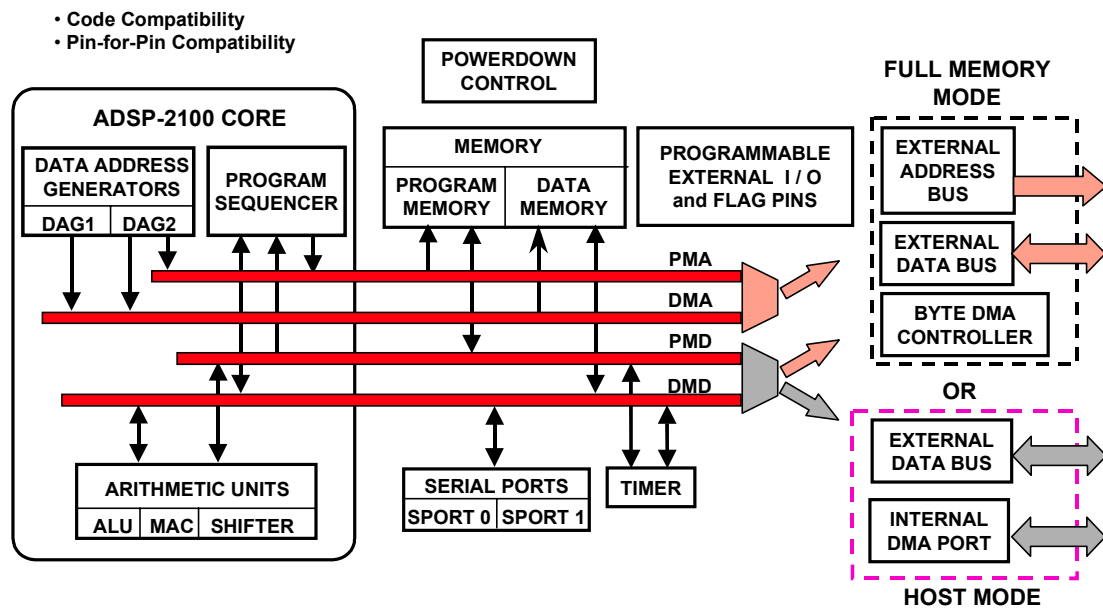 • Code Compatibility
• Pin-for-Pin Compatibility
POWERDOWN
CONTROL
FULL MEMORY
MODE
ADSP-2100 CORE
DATA ADDRESS
GENERATORS
DAG1
DAG2
PROGRAM
SEQUENCER
MEMORY
PROGRAM
MEMORY
DATA
MEMORY
PROGRAMMABLE
EXTERNAL I / O
and FLAG PINS
EXTERNAL
ADDRESS
BUS
EXTERNAL
DATA BUS
BYTE DMA
CONTROLLER
PMA
DMA
PMD
DMD
OR
ARITHMETIC UNITS
ALU
MAC
SHIFTER
SERIAL PORTS
SPORT 0
SPORT 1
TIMER
EXTERNAL
DATA BUS
INTERNAL
DMA PORT
HOST MODE